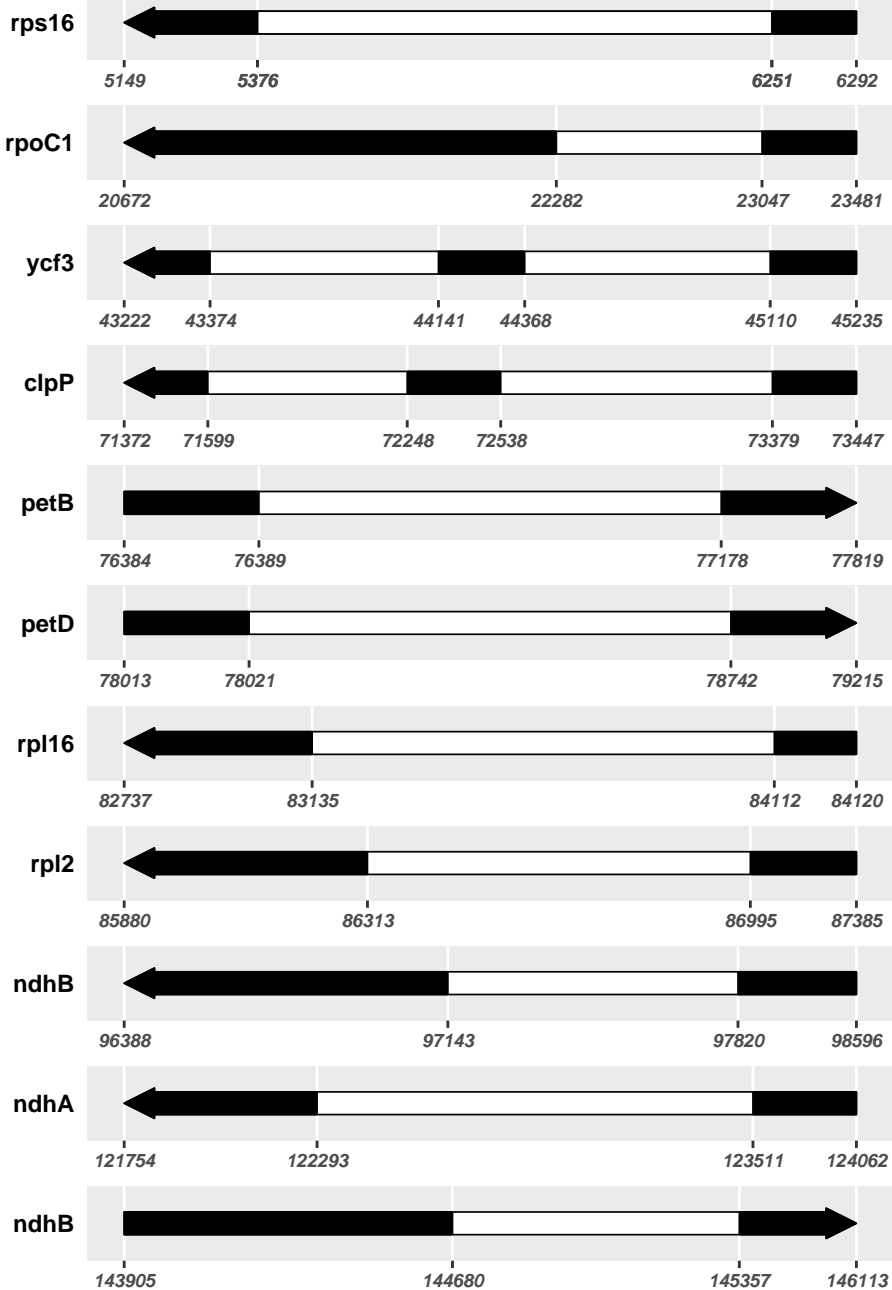 rps16
5149 5376 6251 6292
rpoC1
20672 22282 23047 23481
ycf3
43222 43374 44141 44368 45110 45235
clpP
71372 71599 72248 72538 73379 73447
petB
76384 76389 77178 77819
petD
78013 78021 78742 79215
rpl16
82737 83135 84112 84120
rpl2
85880 86313 86995 87385
ndhB
96388 97143 97820 98596
ndhA
121754 122293 123511 124062
ndhB
143905 144680 145357 146113